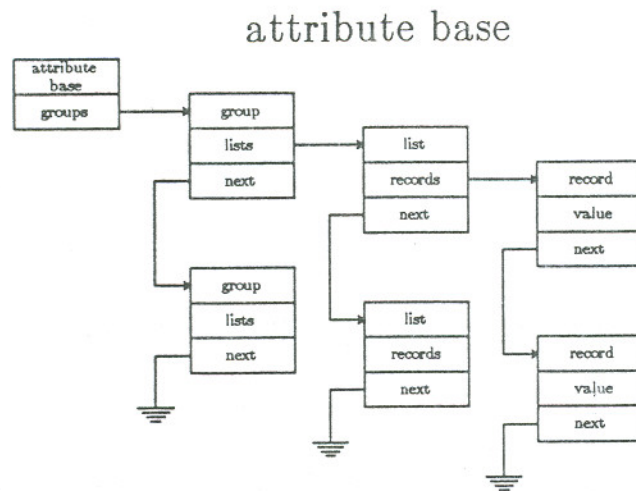 attribute base
attribute
base
groups
group
lists
next
group
lists
next
list
records
next
list
records
next
record
value
next
record
value
next